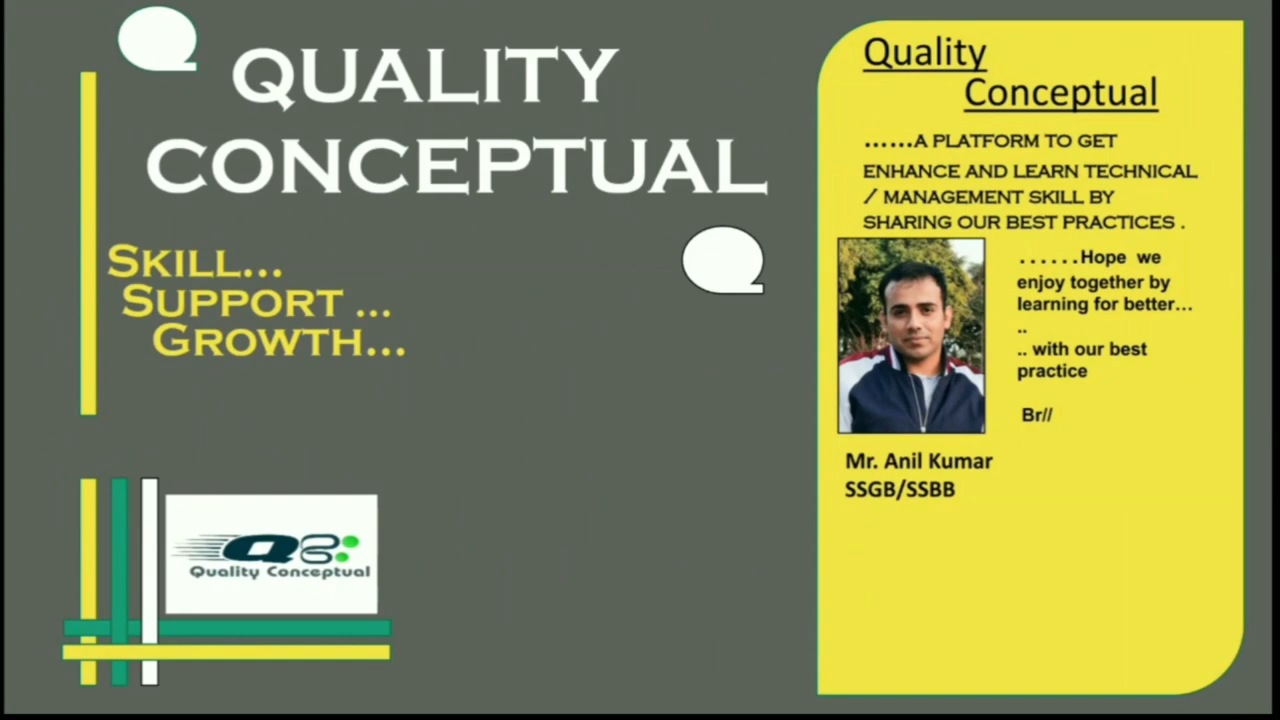 QUALITY
CONCEPTUAL
SKILL...
SUPPORT ...
GROWTH...
Quality Conceptual
Quality
Conceptual
......A PLATFORM TO GET
ENHANCE AND LEARN TECHNICAL
/ MANAGEMENT SKILL BY
SHARING OUR BEST PRACTICES .
......Hope we
enjoy together by
learning for better...
..
.. with our best
practice
Br//
Mr. Anil Kumar
SSGB/SSBB